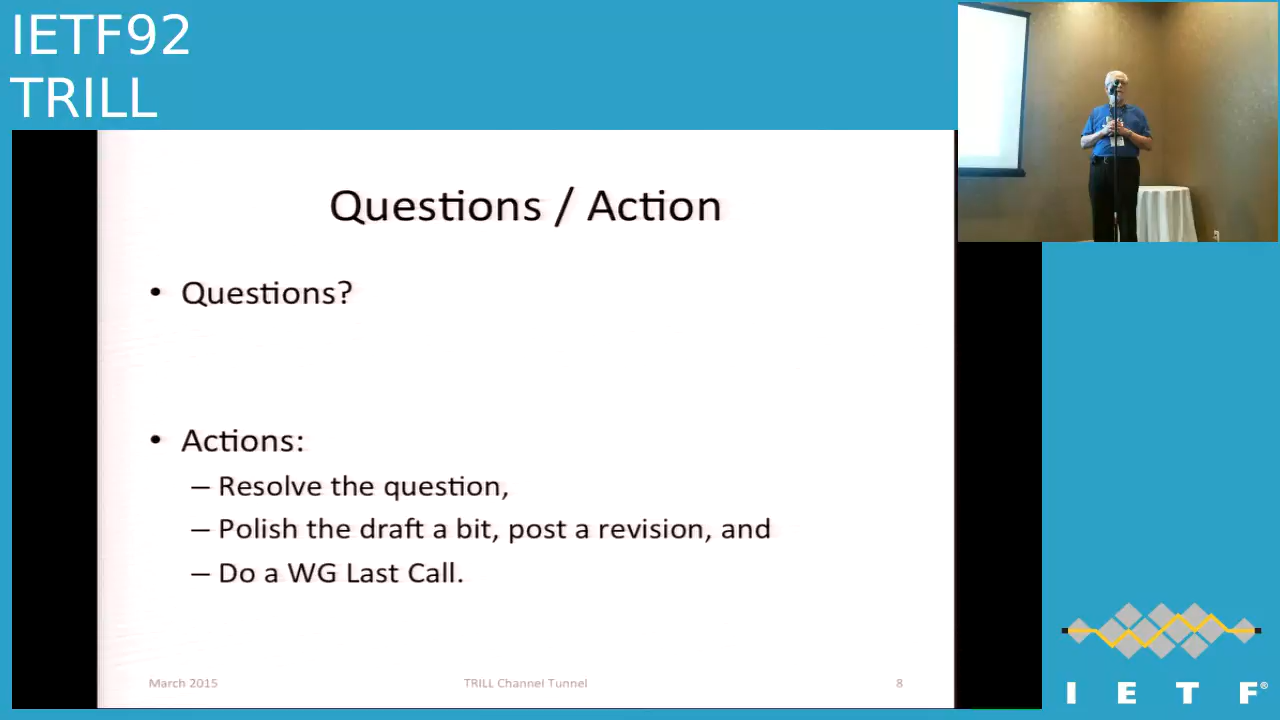 IETF92
TRILL
Questions / Action
• Questions?
• Actions:
– Resolve the question,
– Polish the draft a bit, post a revision, and
– Do a WG Last Call.
March 2015 TRILL Channel Tunnel 8
I E T F®